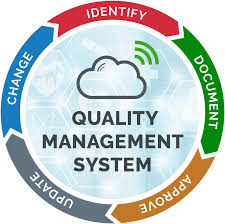 IDENTIFY
DOCUMENT
APPROVE
UPDATE
CHANGE
QUALITY
MANAGEMENT
SYSTEM